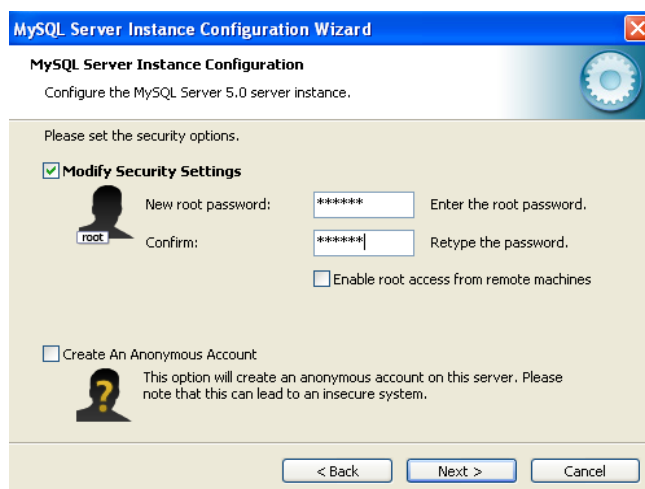 MySQL Server Instance Configuration Wizard
MySQL Server Instance Configuration
Configure the MySQL Server 5.0 server instance.
Please set the security options.
Modify Security Settings
root
New root password: ****** Enter the root password.
Confirm: ****** Retype the password.
Enable root access from remote machines
Create An Anonymous Account
This option will create an anonymous account on this server. Please
note that this can lead to an insecure system.
< Back Next > Cancel